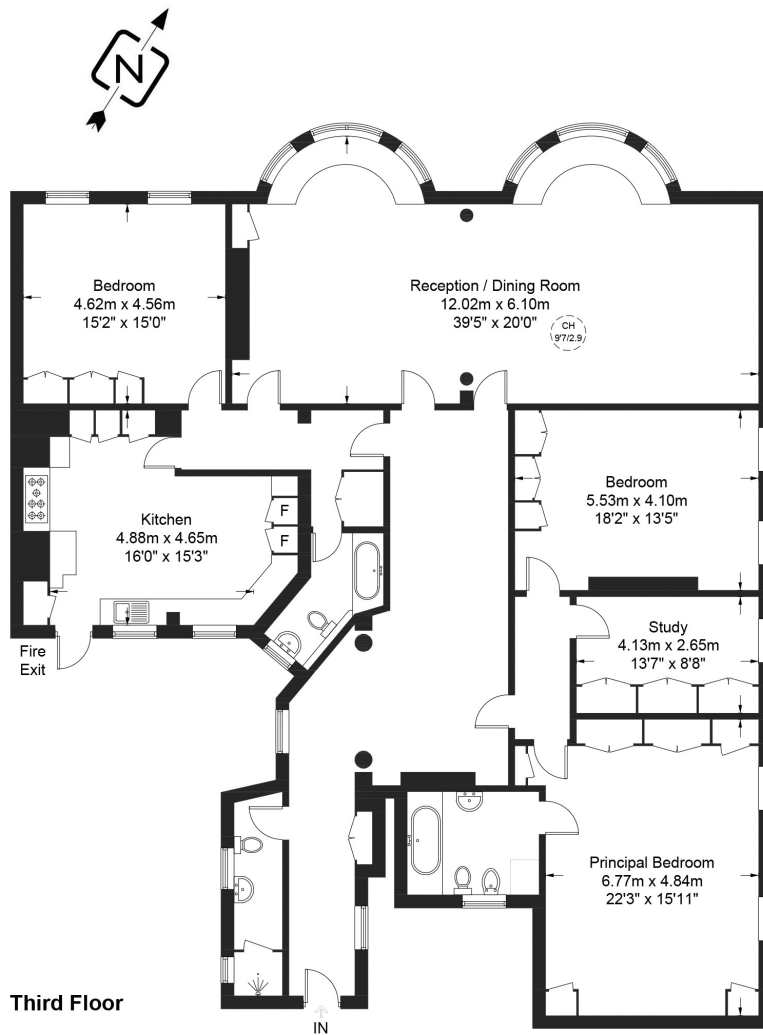 N
Bedroom
4.62m x 4.56m
15'2" x 15'0"
Reception / Dining Room
12.02m x 6.10m
39'5" x 20'0"
CH
9'7/2.9
Bedroom
5.53m x 4.10m
18'2" x 13'5"
Kitchen
4.88m x 4.65m
16'0" x 15'3"
F
F
Fire
Exit
Study
4.13m x 2.65m
13'7" x 8'8"
Principal Bedroom
6.77m x 4.84m
22'3" x 15'11"
Third Floor
IN